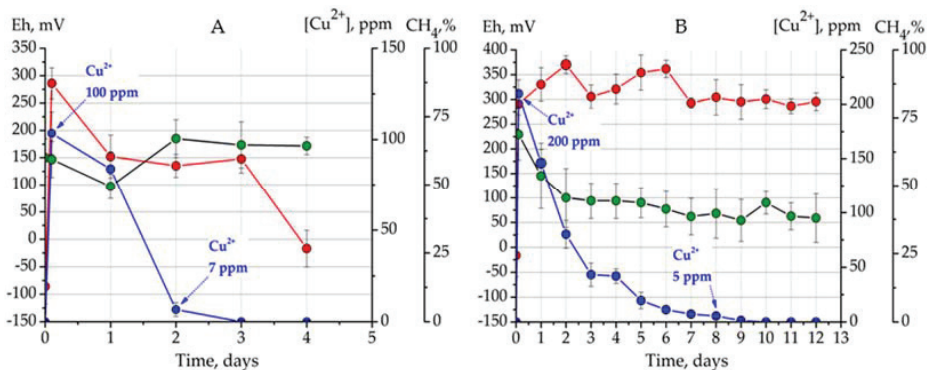 Eh, mV
A
[Cu²⁺], ppm
CH₄,%
350
300
250
200
150
100
50
0
-50
-100
-150
150
100
50
0
100
75
50
25
0
Cu²⁺
100 ppm
Cu²⁺
7 ppm
0 1 2 3 4 5
Time, days
Eh, mV
B
[Cu²⁺], ppm
CH₄,%
400
350
300
250
200
150
100
50
0
-50
-100
-150
250
200
150
100
50
0
100
75
50
25
0
Cu²⁺
200 ppm
Cu²⁺
5 ppm
0 1 2 3 4 5 6 7 8 9 10 11 12 13
Time, days